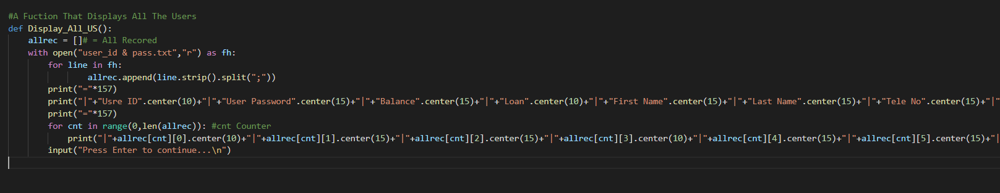 #A Fuction That Displays All The Users
def Display_All_US():
    allrec = []# = All Recored
    with open("user_id & pass.txt","r") as fh:
        for line in fh:
                allrec.append(line.strip().split(";"))
        print("="*157)
        print("|"+"Usre ID".center(10)+"|"+"User Password".center(15)+"|"+"Balance".center(15)+"|"+"Loan".center(10)+"|"+"First Name".center(15)+"|"+"Last Name".center(15)+"|"+"Tele No".center(15)+"|"
        print("="*157)
        for cnt in range(0,len(allrec)): #cnt Counter
            print("|"+allrec[cnt][0].center(10)+"|"+allrec[cnt][1].center(15)+"|"+allrec[cnt][2].center(15)+"|"+allrec[cnt][3].center(10)+"|"+allrec[cnt][4].center(15)+"|"+allrec[cnt][5].center(15)+"|
        input("Press Enter to continue...\n")